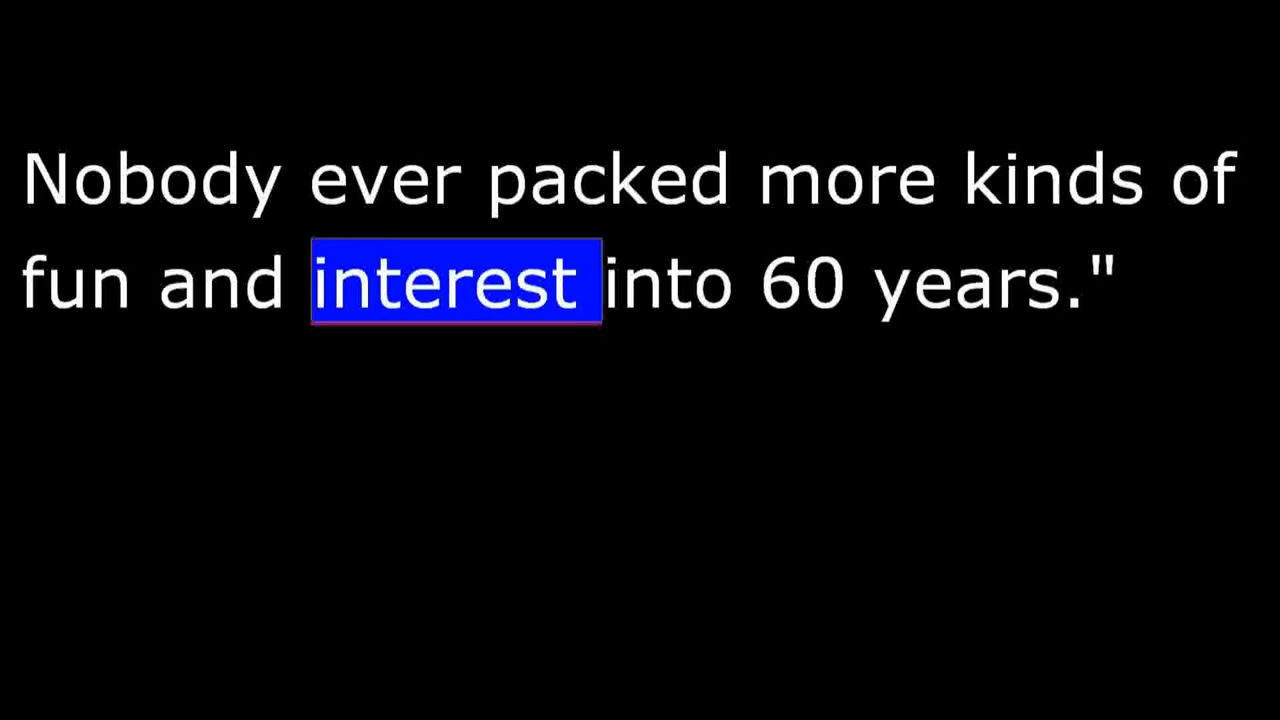 Nobody ever packed more kinds of
fun and interest into 60 years."